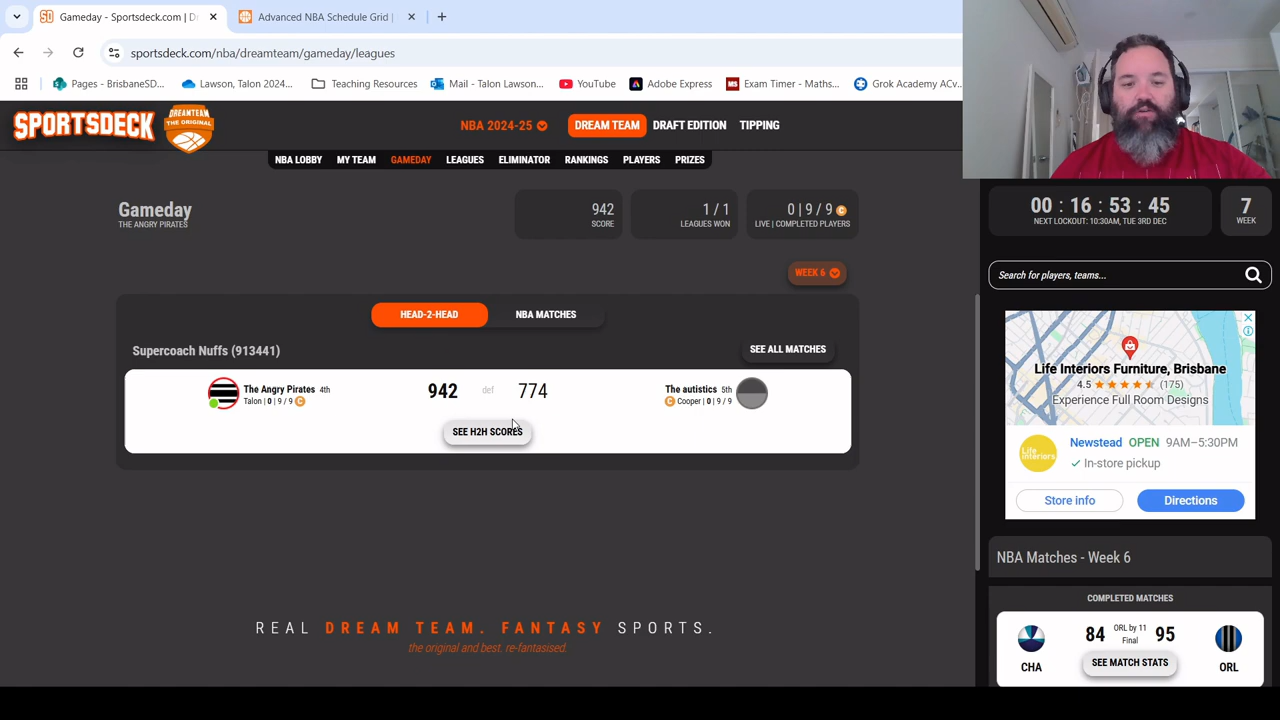 Gameday - Sportsdeck.com | Dr
Advanced NBA Schedule Grid |
sportsdeck.com/nba/dreamteam/gameday/leagues
Pages - BrisbaneSD...
Lawson, Talon 2024...
Teaching Resources
Mail - Talon Lawson...
YouTube
Adobe Express
Exam Timer - Maths...
Grok Academy ACv...
SPORTSDECK
DREAMTEAM
THE ORIGINAL
NBA 2024-25
DREAM TEAM
DRAFT EDITION
TIPPING
NBA LOBBY
MY TEAM
GAMEDAY
LEAGUES
ELIMINATOR
RANKINGS
PLAYERS
PRIZES
Gameday
THE ANGRY PIRATES
942
SCORE
1 / 1
LEAGUES WON
0 | 9 / 9 C
LIVE | COMPLETED PLAYERS
00 : 16 : 53 : 45
NEXT LOCKOUT: 10:30AM, TUE 3RD DEC
7
WEEK
WEEK 6
Search for players, teams...
HEAD-2-HEAD
NBA MATCHES
Supercoach Nuffs (913441)
SEE ALL MATCHES
The Angry Pirates 4th
Talon | 0 | 9 / 9 C
942 def 774
The autistics 5th
C Cooper | 0 | 9 / 9
SEE H2H SCORES
Life Interiors Furniture, Brisbane
4.5 (175)
Experience Full Room Designs
Life Interiors
Newstead OPEN 9AM–5:30PM
In-store pickup
Store info
Directions
NBA Matches - Week 6
COMPLETED MATCHES
84
ORL by 11
Final
95
SEE MATCH STATS
CHA
ORL
REAL DREAM TEAM. FANTASY SPORTS.
the original and best. re-fantasised.